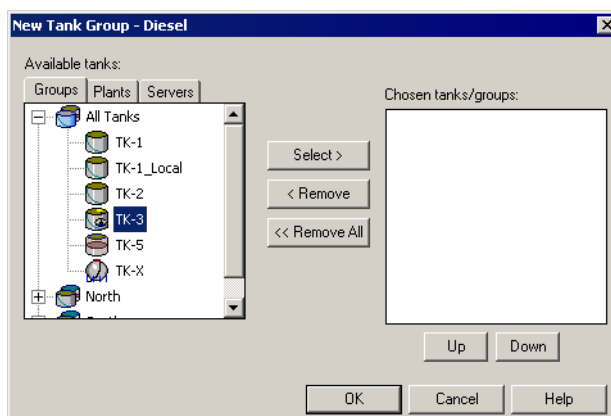 New Tank Group - Diesel
Available tanks:
Groups Plants Servers
All Tanks
TK-1
TK-1_Local
TK-2
TK-3
TK-5
TK-X
North
Chosen tanks/groups:
Select >
< Remove
<< Remove All
Up Down
OK Cancel Help